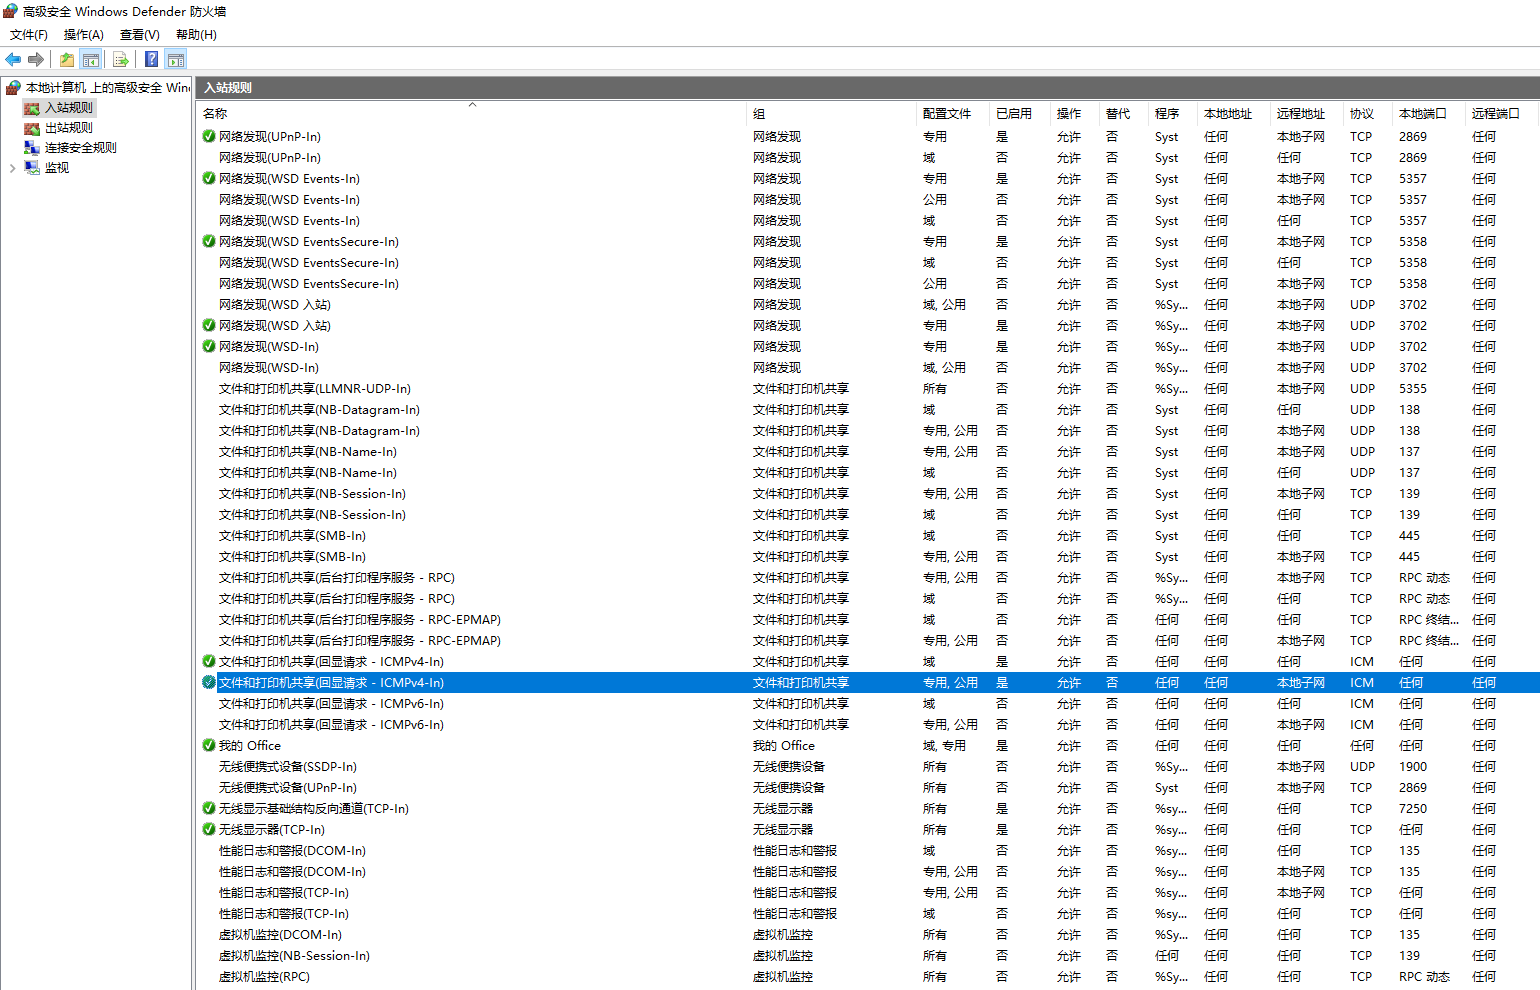 高级安全 Windows Defender 防火墙
文件(F) 操作(A) 查看(V) 帮助(H)
本地计算机 上的高级安全 Win
入站规则
出站规则
连接安全规则
监视
入站规则
名称 组 配置文件 已启用 操作 替代 程序 本地地址 远程地址 协议 本地端口 远程端口
网络发现(UPnP-In) 网络发现 专用 是 允许 否 Syst 任何 本地子网 TCP 2869 任何
网络发现(UPnP-In) 网络发现 域 否 允许 否 Syst 任何 任何 TCP 2869 任何
网络发现(WSD Events-In) 网络发现 专用 是 允许 否 Syst 任何 本地子网 TCP 5357 任何
网络发现(WSD Events-In) 网络发现 公用 否 允许 否 Syst 任何 本地子网 TCP 5357 任何
网络发现(WSD Events-In) 网络发现 域 否 允许 否 Syst 任何 任何 TCP 5357 任何
网络发现(WSD EventsSecure-In) 网络发现 专用 是 允许 否 Syst 任何 本地子网 TCP 5358 任何
网络发现(WSD EventsSecure-In) 网络发现 域 否 允许 否 Syst 任何 任何 TCP 5358 任何
网络发现(WSD EventsSecure-In) 网络发现 公用 否 允许 否 Syst 任何 本地子网 TCP 5358 任何
网络发现(WSD 入站) 网络发现 域, 公用 否 允许 否 %Sy... 任何 本地子网 UDP 3702 任何
网络发现(WSD 入站) 网络发现 专用 是 允许 否 %Sy... 任何 本地子网 UDP 3702 任何
网络发现(WSD-In) 网络发现 专用 是 允许 否 %Sy... 任何 本地子网 UDP 3702 任何
网络发现(WSD-In) 网络发现 域, 公用 否 允许 否 %Sy... 任何 本地子网 UDP 3702 任何
文件和打印机共享(LLMNR-UDP-In) 文件和打印机共享 所有 否 允许 否 %Sy... 任何 本地子网 UDP 5355 任何
文件和打印机共享(NB-Datagram-In) 文件和打印机共享 域 否 允许 否 Syst 任何 任何 UDP 138 任何
文件和打印机共享(NB-Datagram-In) 文件和打印机共享 专用, 公用 否 允许 否 Syst 任何 本地子网 UDP 138 任何
文件和打印机共享(NB-Name-In) 文件和打印机共享 专用, 公用 否 允许 否 Syst 任何 本地子网 UDP 137 任何
文件和打印机共享(NB-Name-In) 文件和打印机共享 域 否 允许 否 Syst 任何 任何 UDP 137 任何
文件和打印机共享(NB-Session-In) 文件和打印机共享 专用, 公用 否 允许 否 Syst 任何 本地子网 TCP 139 任何
文件和打印机共享(NB-Session-In) 文件和打印机共享 域 否 允许 否 Syst 任何 任何 TCP 139 任何
文件和打印机共享(SMB-In) 文件和打印机共享 域 否 允许 否 Syst 任何 任何 TCP 445 任何
文件和打印机共享(SMB-In) 文件和打印机共享 专用, 公用 否 允许 否 Syst 任何 本地子网 TCP 445 任何
文件和打印机共享(后台打印程序服务 - RPC) 文件和打印机共享 专用, 公用 否 允许 否 %Sy... 任何 本地子网 TCP RPC 动态 任何
文件和打印机共享(后台打印程序服务 - RPC) 文件和打印机共享 域 否 允许 否 %Sy... 任何 任何 TCP RPC 动态 任何
文件和打印机共享(后台打印程序服务 - RPC-EPMAP) 文件和打印机共享 域 否 允许 否 任何 任何 任何 TCP RPC 终结... 任何
文件和打印机共享(后台打印程序服务 - RPC-EPMAP) 文件和打印机共享 专用, 公用 否 允许 否 任何 任何 本地子网 TCP RPC 终结... 任何
文件和打印机共享(回显请求 - ICMPv4-In) 文件和打印机共享 域 是 允许 否 任何 任何 任何 ICM 任何 任何
文件和打印机共享(回显请求 - ICMPv4-In) 文件和打印机共享 专用, 公用 是 允许 否 任何 任何 本地子网 ICM 任何 任何
文件和打印机共享(回显请求 - ICMPv6-In) 文件和打印机共享 域 否 允许 否 任何 任何 任何 ICM 任何 任何
文件和打印机共享(回显请求 - ICMPv6-In) 文件和打印机共享 专用, 公用 否 允许 否 任何 任何 本地子网 ICM 任何 任何
我的 Office 我的 Office 域, 专用 是 允许 否 任何 任何 任何 任何 任何 任何
无线便携式设备(SSDP-In) 无线便携设备 所有 否 允许 否 %Sy... 任何 本地子网 UDP 1900 任何
无线便携式设备(UPnP-In) 无线便携设备 所有 否 允许 否 Syst 任何 本地子网 TCP 2869 任何
无线显示基础结构反向通道(TCP-In) 无线显示器 所有 是 允许 否 %sy... 任何 任何 TCP 7250 任何
无线显示器(TCP-In) 无线显示器 所有 是 允许 否 %sy... 任何 任何 TCP 任何 任何
性能日志和警报(DCOM-In) 性能日志和警报 域 否 允许 否 %sy... 任何 任何 TCP 135 任何
性能日志和警报(DCOM-In) 性能日志和警报 专用, 公用 否 允许 否 %sy... 任何 本地子网 TCP 135 任何
性能日志和警报(TCP-In) 性能日志和警报 专用, 公用 否 允许 否 %sy... 任何 本地子网 TCP 任何 任何
性能日志和警报(TCP-In) 性能日志和警报 域 否 允许 否 %sy... 任何 任何 TCP 任何 任何
虚拟机监控(DCOM-In) 虚拟机监控 所有 否 允许 否 %Sy... 任何 任何 TCP 135 任何
虚拟机监控(NB-Session-In) 虚拟机监控 所有 否 允许 否 任何 任何 任何 TCP 139 任何
虚拟机监控(RPC) 虚拟机监控 所有 否 允许 否 %Sy... 任何 任何 TCP RPC 动态 任何